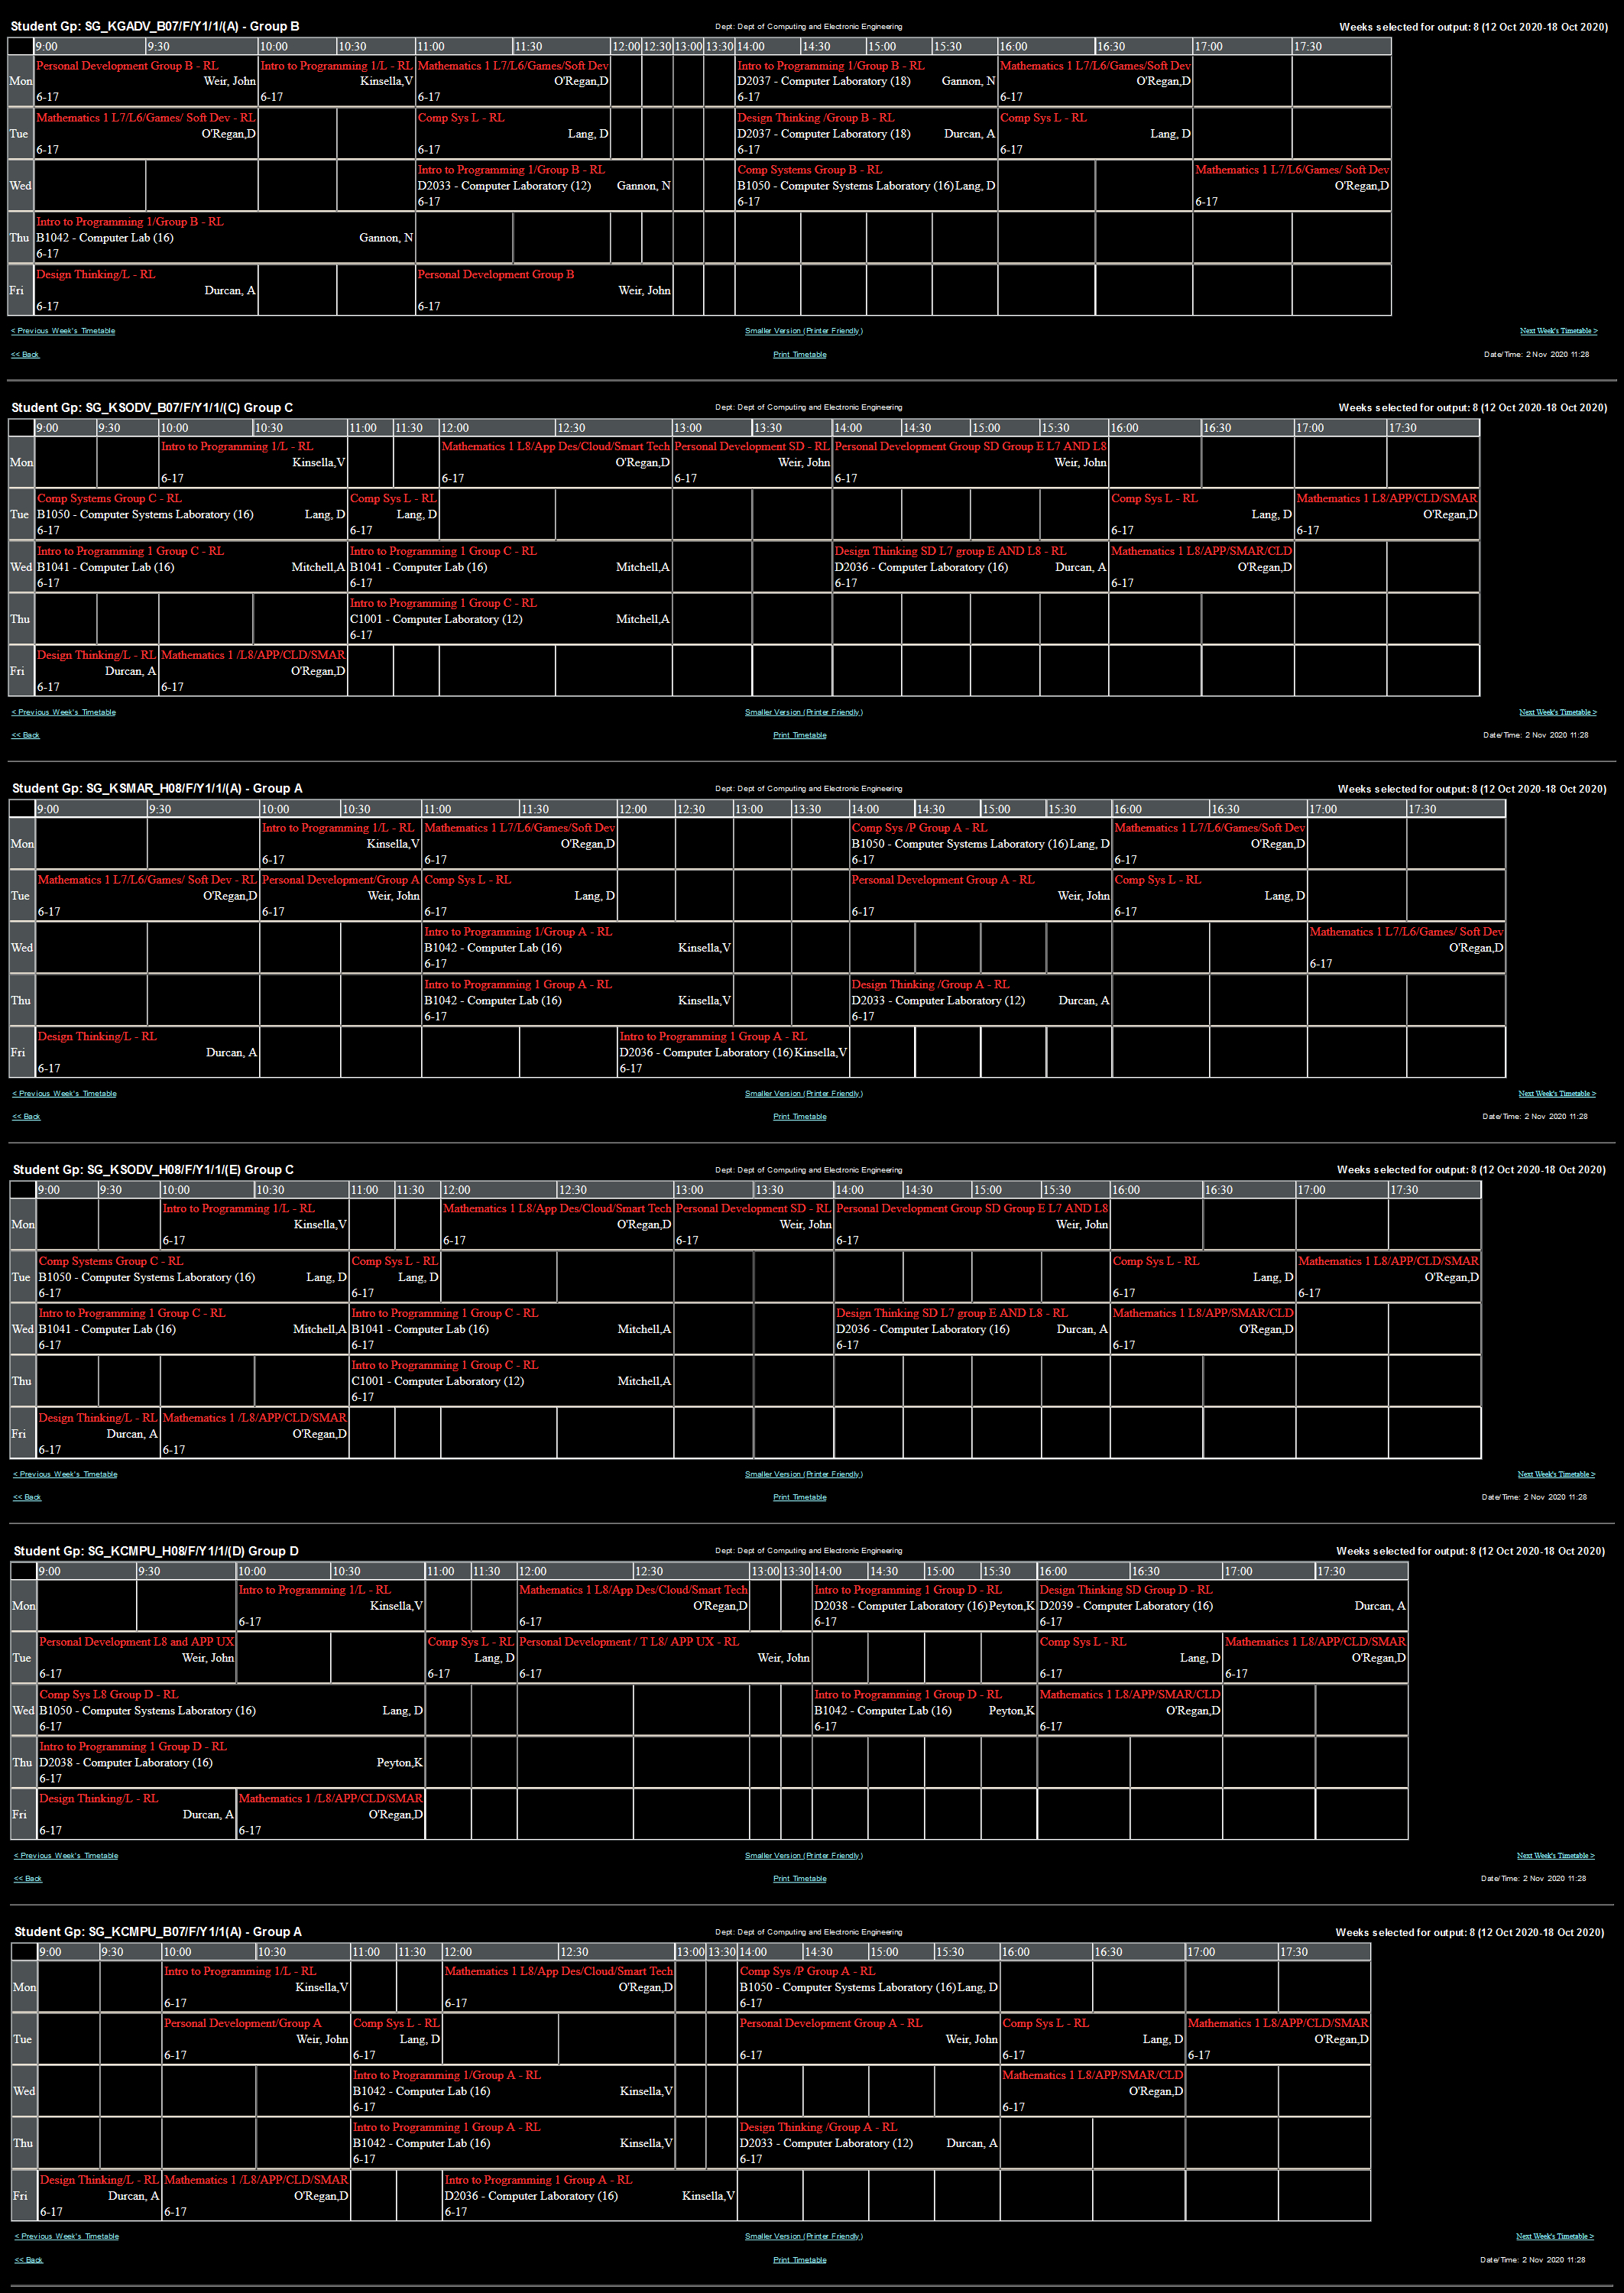 Student Gp: SG_KGADV_B07/F/Y1/1/(A) - Group B Dept: Dept of Computing and Electronic Engineering Weeks selected for output: 8 (12 Oct 2020-18 Oct 2020)
9:00 9:30 10:00 10:30 11:00 11:30 12:00 12:30 13:00 13:30 14:00 14:30 15:00 15:30 16:00 16:30 17:00 17:30
Personal Development Group B - RL Intro to Programming 1/L - RL Mathematics 1 L7/L6/Games/Soft Dev Intro to Programming 1/Group B - RL Mathematics 1 L7/L6/Games/Soft Dev
Mon Weir, John Kinsella,V O'Regan,D D2037 - Computer Laboratory (18) Gannon, N O'Regan,D
6-17 6-17 6-17 6-17 6-17
Mathematics 1 L7/L6/Games/ Soft Dev - RL Comp Sys L - RL Design Thinking /Group B - RL Comp Sys L - RL
Tue O'Regan,D Lang, D D2037 - Computer Laboratory (18) Durcan, A Lang, D
6-17 6-17 6-17 6-17
Intro to Programming 1/Group B - RL Comp Systems Group B - RL Mathematics 1 L7/L6/Games/ Soft Dev
Wed D2033 - Computer Laboratory (12) Gannon, N B1050 - Computer Systems Laboratory (16) Lang, D O'Regan,D
6-17 6-17 6-17
Intro to Programming 1/Group B - RL
Thu B1042 - Computer Lab (16) Gannon, N
6-17
Design Thinking/L - RL Personal Development Group B
Fri Durcan, A Weir, John
6-17 6-17
< Previous Week's Timetable Smaller Version (Printer Friendly) Next Week's Timetable >
<< Back Print Timetable Date/Time: 2 Nov 2020 11:28
Student Gp: SG_KSODV_B07/F/Y1/1/(C) Group C Dept: Dept of Computing and Electronic Engineering Weeks selected for output: 8 (12 Oct 2020-18 Oct 2020)
9:00 9:30 10:00 10:30 11:00 11:30 12:00 12:30 13:00 13:30 14:00 14:30 15:00 15:30 16:00 16:30 17:00 17:30
Intro to Programming 1/L - RL Mathematics 1 L8/App Des/Cloud/Smart Tech Personal Development SD - RL Personal Development Group SD Group E L7 AND L8
Mon Kinsella,V O'Regan,D Weir, John Weir, John
6-17 6-17 6-17 6-17
Comp Systems Group C - RL Comp Sys L - RL Comp Sys L - RL Mathematics 1 L8/APP/CLD/SMAR
Tue B1050 - Computer Systems Laboratory (16) Lang, D Lang, D Lang, D O'Regan,D
6-17 6-17 6-17 6-17
Intro to Programming 1 Group C - RL Intro to Programming 1 Group C - RL Design Thinking SD L7 group E AND L8 - RL Mathematics 1 L8/APP/SMAR/CLD
Wed B1041 - Computer Lab (16) Mitchell,A B1041 - Computer Lab (16) Mitchell,A D2036 - Computer Laboratory (16) Durcan, A O'Regan,D
6-17 6-17 6-17 6-17
Intro to Programming 1 Group C - RL
Thu C1001 - Computer Laboratory (12) Mitchell,A
6-17
Design Thinking/L - RL Mathematics 1 /L8/APP/CLD/SMAR
Fri Durcan, A O'Regan,D
6-17 6-17
< Previous Week's Timetable Smaller Version (Printer Friendly) Next Week's Timetable >
<< Back Print Timetable Date/Time: 2 Nov 2020 11:28
Student Gp: SG_KSMAR_H08/F/Y1/1/(A) - Group A Dept: Dept of Computing and Electronic Engineering Weeks selected for output: 8 (12 Oct 2020-18 Oct 2020)
9:00 9:30 10:00 10:30 11:00 11:30 12:00 12:30 13:00 13:30 14:00 14:30 15:00 15:30 16:00 16:30 17:00 17:30
Intro to Programming 1/L - RL Mathematics 1 L7/L6/Games/Soft Dev Comp Sys /P Group A - RL Mathematics 1 L7/L6/Games/Soft Dev
Mon Kinsella,V O'Regan,D B1050 - Computer Systems Laboratory (16) Lang, D O'Regan,D
6-17 6-17 6-17 6-17
Mathematics 1 L7/L6/Games/ Soft Dev - RL Personal Development/Group A Comp Sys L - RL Personal Development Group A - RL Comp Sys L - RL
Tue O'Regan,D Weir, John Lang, D Weir, John Lang, D
6-17 6-17 6-17 6-17 6-17
Intro to Programming 1/Group A - RL Mathematics 1 L7/L6/Games/ Soft Dev
Wed B1042 - Computer Lab (16) Kinsella,V O'Regan,D
6-17 6-17
Intro to Programming 1 Group A - RL Design Thinking /Group A - RL
Thu B1042 - Computer Lab (16) Kinsella,V D2033 - Computer Laboratory (12) Durcan, A
6-17 6-17
Design Thinking/L - RL Intro to Programming 1 Group A - RL
Fri Durcan, A D2036 - Computer Laboratory (16) Kinsella,V
6-17 6-17
< Previous Week's Timetable Smaller Version (Printer Friendly) Next Week's Timetable >
<< Back Print Timetable Date/Time: 2 Nov 2020 11:28
Student Gp: SG_KSODV_H08/F/Y1/1/(E) Group C Dept: Dept of Computing and Electronic Engineering Weeks selected for output: 8 (12 Oct 2020-18 Oct 2020)
9:00 9:30 10:00 10:30 11:00 11:30 12:00 12:30 13:00 13:30 14:00 14:30 15:00 15:30 16:00 16:30 17:00 17:30
Intro to Programming 1/L - RL Mathematics 1 L8/App Des/Cloud/Smart Tech Personal Development SD - RL Personal Development Group SD Group E L7 AND L8
Mon Kinsella,V O'Regan,D Weir, John Weir, John
6-17 6-17 6-17 6-17
Comp Systems Group C - RL Comp Sys L - RL Comp Sys L - RL Mathematics 1 L8/APP/CLD/SMAR
Tue B1050 - Computer Systems Laboratory (16) Lang, D Lang, D Lang, D O'Regan,D
6-17 6-17 6-17 6-17
Intro to Programming 1 Group C - RL Intro to Programming 1 Group C - RL Design Thinking SD L7 group E AND L8 - RL Mathematics 1 L8/APP/SMAR/CLD
Wed B1041 - Computer Lab (16) Mitchell,A B1041 - Computer Lab (16) Mitchell,A D2036 - Computer Laboratory (16) Durcan, A O'Regan,D
6-17 6-17 6-17 6-17
Intro to Programming 1 Group C - RL
Thu C1001 - Computer Laboratory (12) Mitchell,A
6-17
Design Thinking/L - RL Mathematics 1 /L8/APP/CLD/SMAR
Fri Durcan, A O'Regan,D
6-17 6-17
< Previous Week's Timetable Smaller Version (Printer Friendly) Next Week's Timetable >
<< Back Print Timetable Date/Time: 2 Nov 2020 11:28
Student Gp: SG_KCMPU_H08/F/Y1/1/(D) Group D Dept: Dept of Computing and Electronic Engineering Weeks selected for output: 8 (12 Oct 2020-18 Oct 2020)
9:00 9:30 10:00 10:30 11:00 11:30 12:00 12:30 13:00 13:30 14:00 14:30 15:00 15:30 16:00 16:30 17:00 17:30
Intro to Programming 1/L - RL Mathematics 1 L8/App Des/Cloud/Smart Tech Intro to Programming 1 Group D - RL Design Thinking SD Group D - RL
Mon Kinsella,V O'Regan,D D2038 - Computer Laboratory (16) Peyton,K D2039 - Computer Laboratory (16) Durcan, A
6-17 6-17 6-17 6-17
Personal Development L8 and APP UX Comp Sys L - RL Personal Development / T L8/ APP UX - RL Comp Sys L - RL Mathematics 1 L8/APP/CLD/SMAR
Tue Weir, John Lang, D Weir, John Lang, D O'Regan,D
6-17 6-17 6-17 6-17 6-17
Comp Sys L8 Group D - RL Intro to Programming 1 Group D - RL Mathematics 1 L8/APP/SMAR/CLD
Wed B1050 - Computer Systems Laboratory (16) Lang, D B1042 - Computer Lab (16) Peyton,K O'Regan,D
6-17 6-17 6-17
Intro to Programming 1 Group D - RL
Thu D2038 - Computer Laboratory (16) Peyton,K
6-17
Design Thinking/L - RL Mathematics 1 /L8/APP/CLD/SMAR
Fri Durcan, A O'Regan,D
6-17 6-17
< Previous Week's Timetable Smaller Version (Printer Friendly) Next Week's Timetable >
<< Back Print Timetable Date/Time: 2 Nov 2020 11:28
Student Gp: SG_KCMPU_B07/F/Y1/1(A) - Group A Dept: Dept of Computing and Electronic Engineering Weeks selected for output: 8 (12 Oct 2020-18 Oct 2020)
9:00 9:30 10:00 10:30 11:00 11:30 12:00 12:30 13:00 13:30 14:00 14:30 15:00 15:30 16:00 16:30 17:00 17:30
Intro to Programming 1/L - RL Mathematics 1 L8/App Des/Cloud/Smart Tech Comp Sys /P Group A - RL
Mon Kinsella,V O'Regan,D B1050 - Computer Systems Laboratory (16) Lang, D
6-17 6-17 6-17
Personal Development/Group A Comp Sys L - RL Personal Development Group A - RL Comp Sys L - RL Mathematics 1 L8/APP/CLD/SMAR
Tue Weir, John Lang, D Weir, John Lang, D O'Regan,D
6-17 6-17 6-17 6-17 6-17
Intro to Programming 1/Group A - RL Mathematics 1 L8/APP/SMAR/CLD
Wed B1042 - Computer Lab (16) Kinsella,V O'Regan,D
6-17 6-17
Intro to Programming 1 Group A - RL Design Thinking /Group A - RL
Thu B1042 - Computer Lab (16) Kinsella,V D2033 - Computer Laboratory (12) Durcan, A
6-17 6-17
Design Thinking/L - RL Mathematics 1 /L8/APP/CLD/SMAR Intro to Programming 1 Group A - RL
Fri Durcan, A O'Regan,D D2036 - Computer Laboratory (16) Kinsella,V
6-17 6-17 6-17
< Previous Week's Timetable Smaller Version (Printer Friendly) Next Week's Timetable >
<< Back Print Timetable Date/Time: 2 Nov 2020 11:28